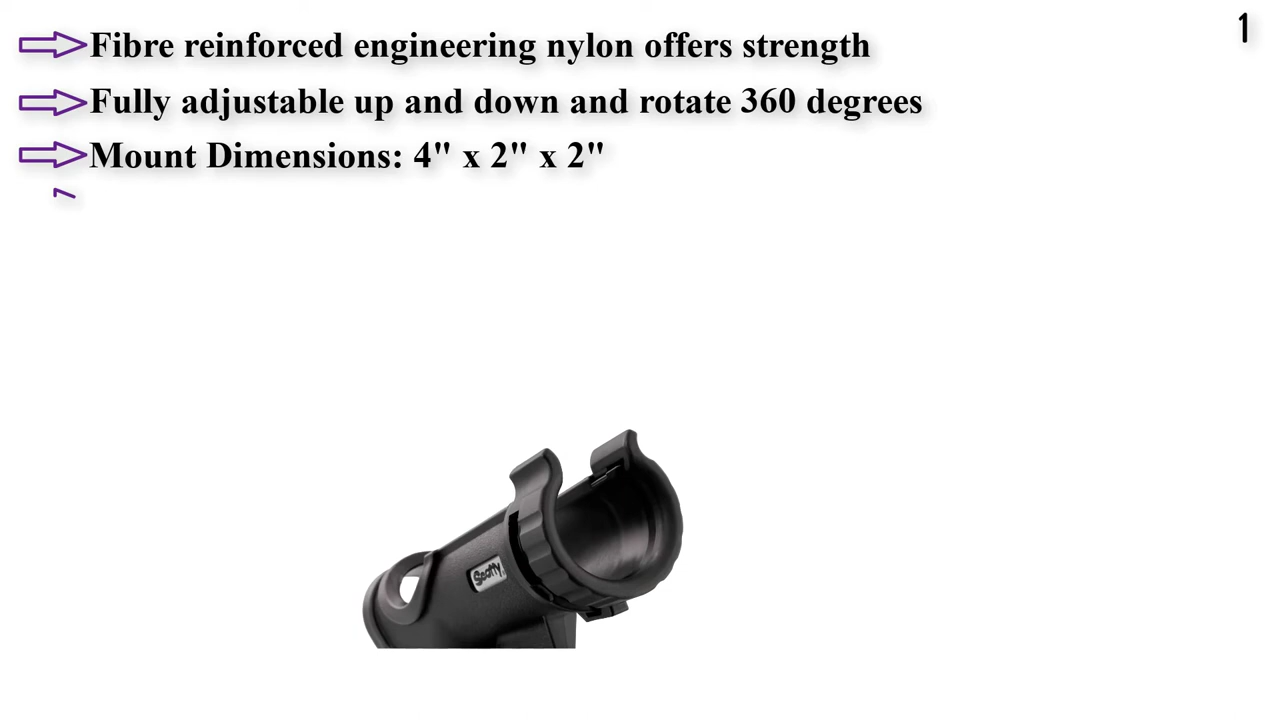 1
Fibre reinforced engineering nylon offers strength
Fully adjustable up and down and rotate 360 degrees
Mount Dimensions: 4" x 2" x 2"
Scotty